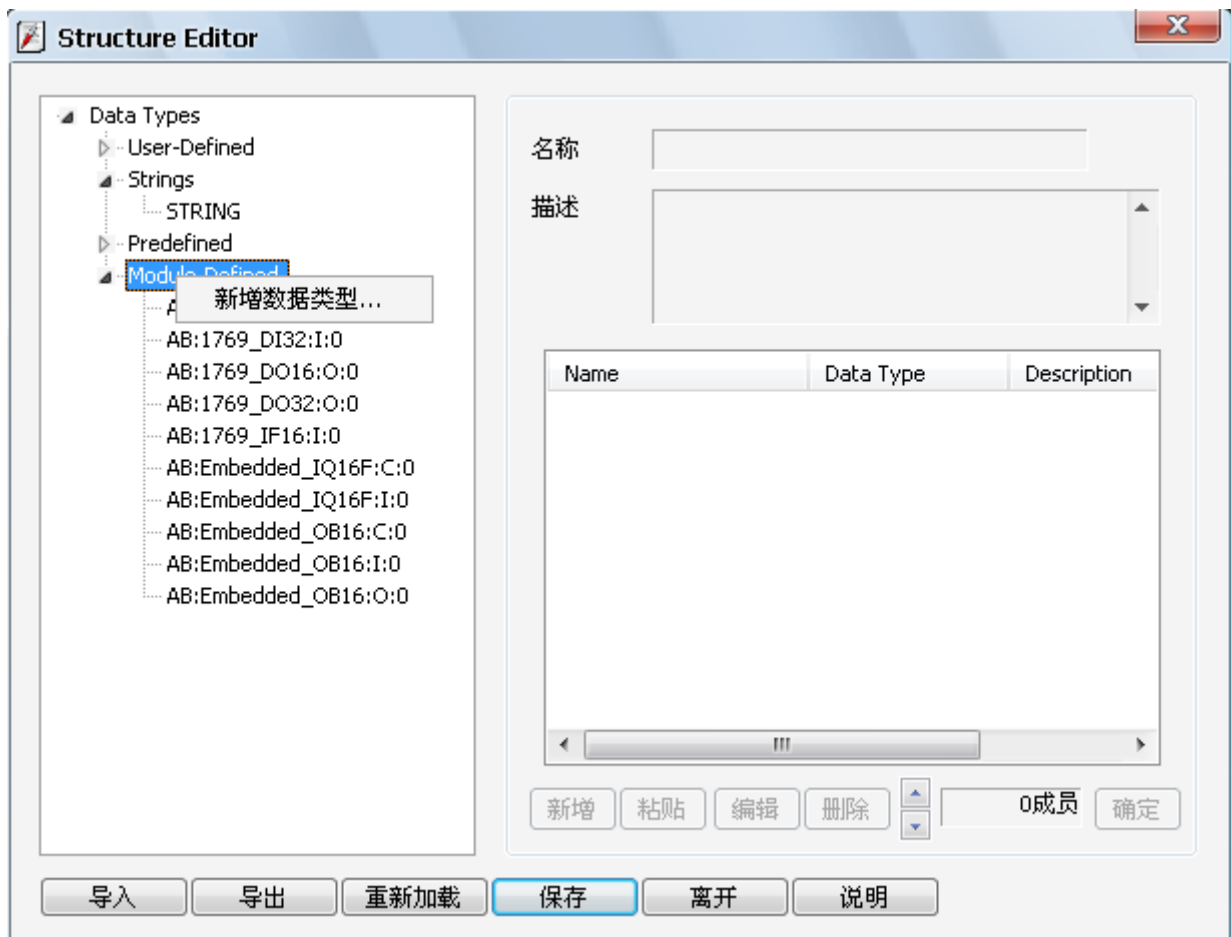 Structure Editor
Data Types
User-Defined
Strings
STRING
Predefined
Module-Defined
新增数据类型...
AB:1769_DI32:I:0
AB:1769_DO16:O:0
AB:1769_DO32:O:0
AB:1769_IF16:I:0
AB:Embedded_IQ16F:C:0
AB:Embedded_IQ16F:I:0
AB:Embedded_OB16:C:0
AB:Embedded_OB16:I:0
AB:Embedded_OB16:O:0
名称
描述
Name Data Type Description
新增 粘贴 编辑 删除 0成员 确定
导入 导出 重新加载 保存 离开 说明